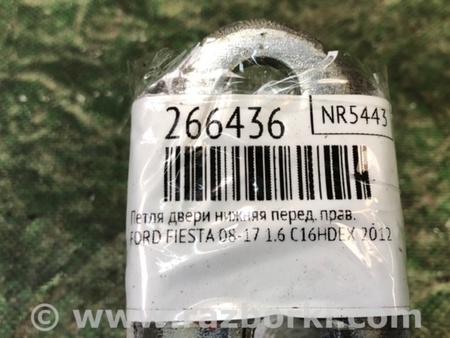 266436
NR5443
Петля двери нижняя перед. прав.
FORD FIESTA 08-17 1.6 C16HDEX 2012
© www.razborki.com